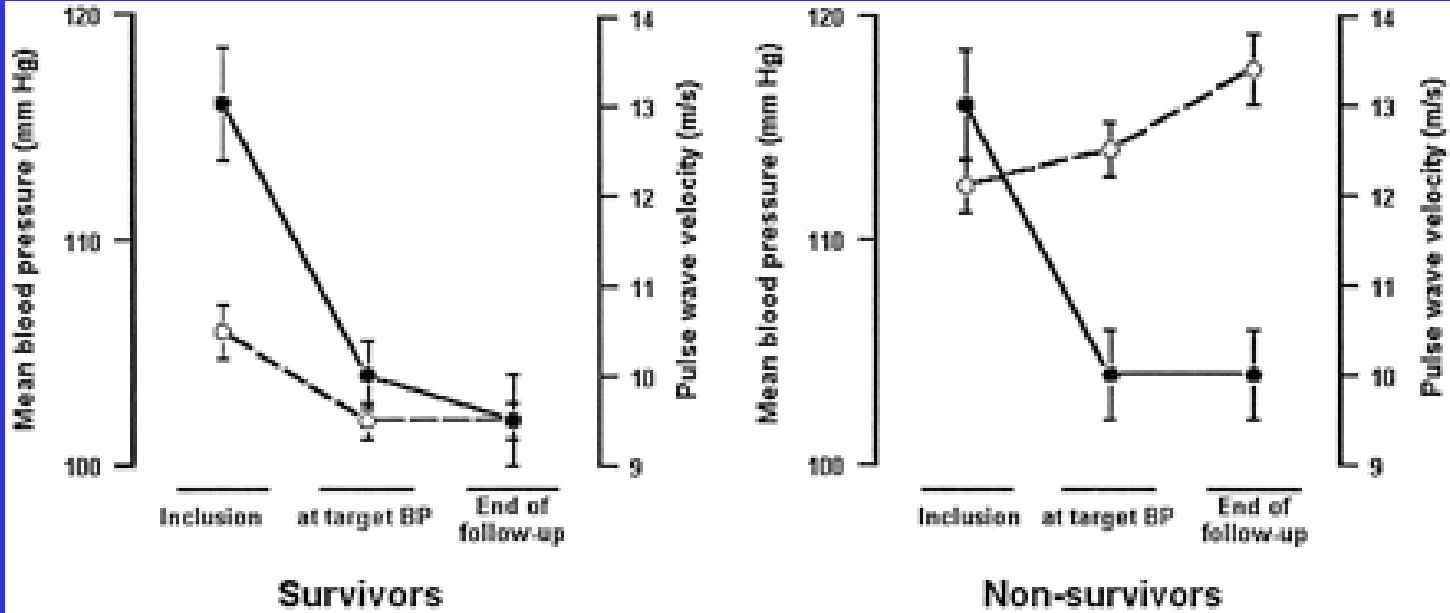 Mean blood pressure (mm Hg)
120
110
100
14
13
12
11
10
9
Pulse wave velocity (m/s)
Inclusion
at target BP
End of
follow-up
Survivors
Mean blood pressure (mm Hg)
120
110
100
14
13
12
11
10
9
Pulse wave velocity (m/s)
Inclusion
at target BP
End of
follow-up
Non-survivors